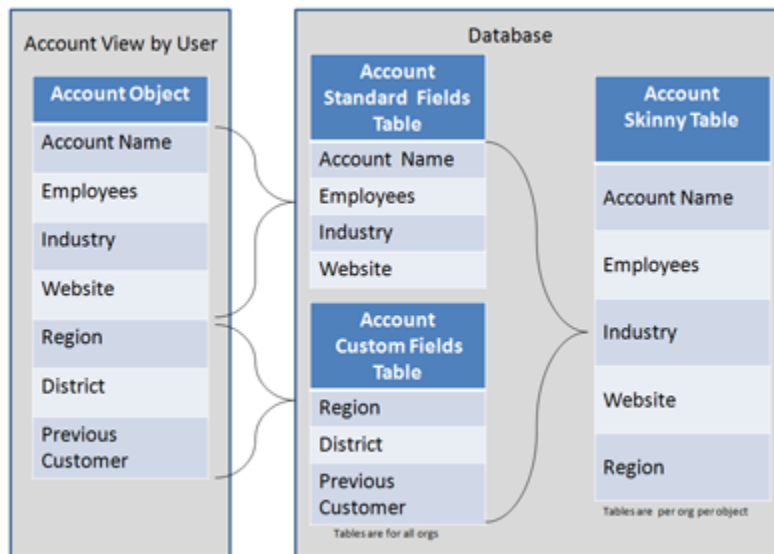 Account View by User
Account Object
Account Name
Employees
Industry
Website
Region
District
Previous
Customer
Database
Account
Standard Fields
Table
Account Name
Employees
Industry
Website
Account
Custom Fields
Table
Region
District
Previous
Customer
Tables are for all orgs
Account
Skinny Table
Account Name
Employees
Industry
Website
Region
Tables are per org per object